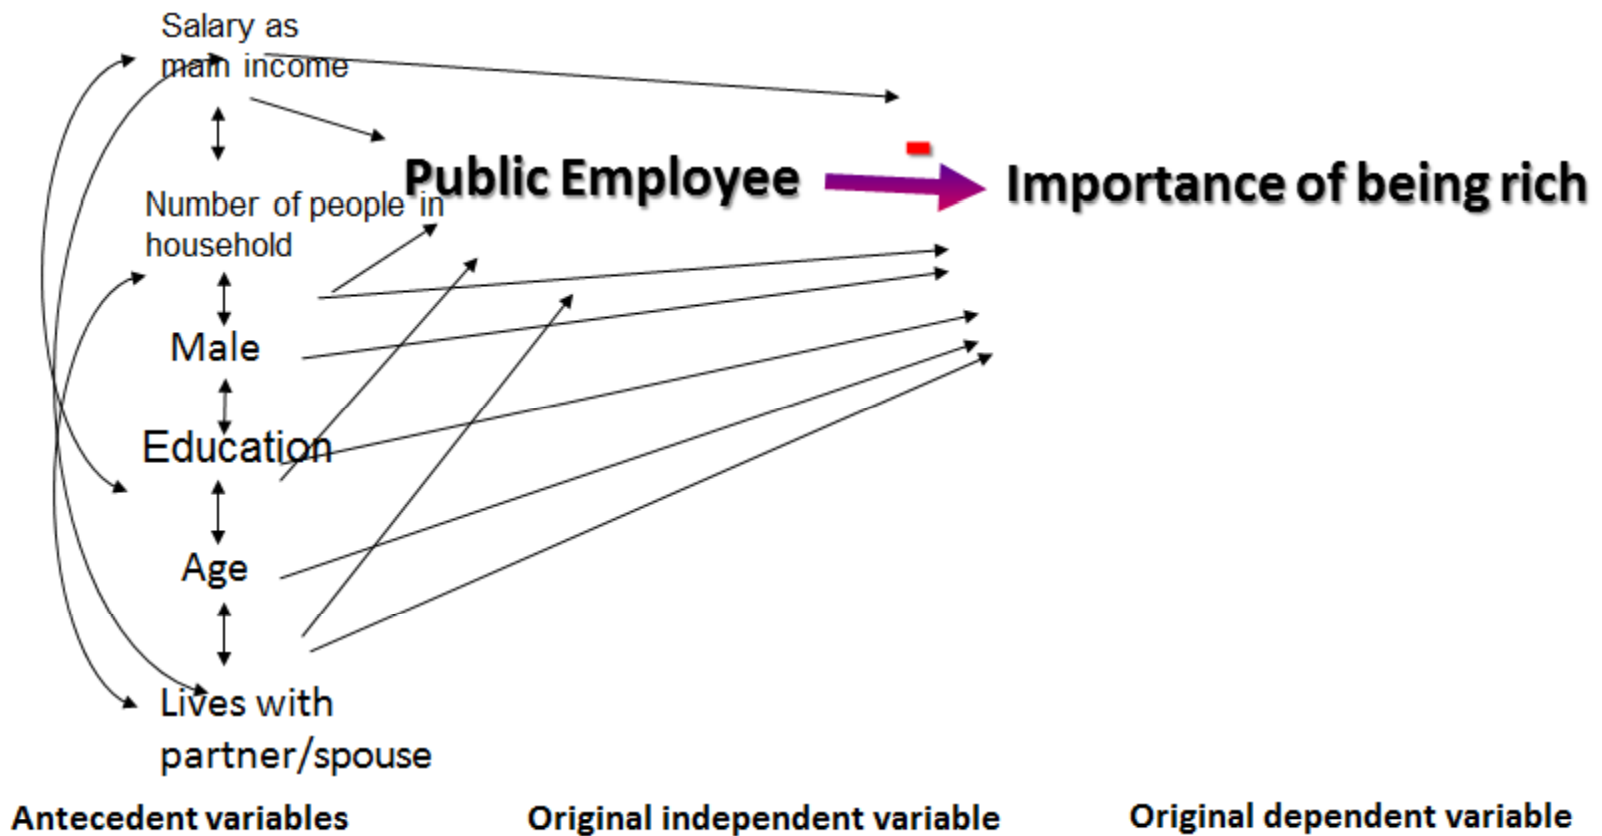 Salary as
main income
Public Employee
Importance of being rich
Number of people in
household
Male
Education
Age
Lives with
partner/spouse
Antecedent variables
Original independent variable
Original dependent variable